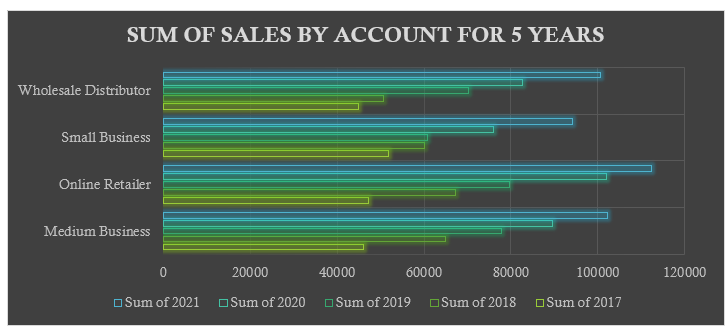 SUM OF SALES BY ACCOUNT FOR 5 YEARS
Wholesale Distributor
Small Business
Online Retailer
Medium Business
0 20000 40000 60000 80000 100000 120000
Sum of 2021 Sum of 2020 Sum of 2019 Sum of 2018 Sum of 2017